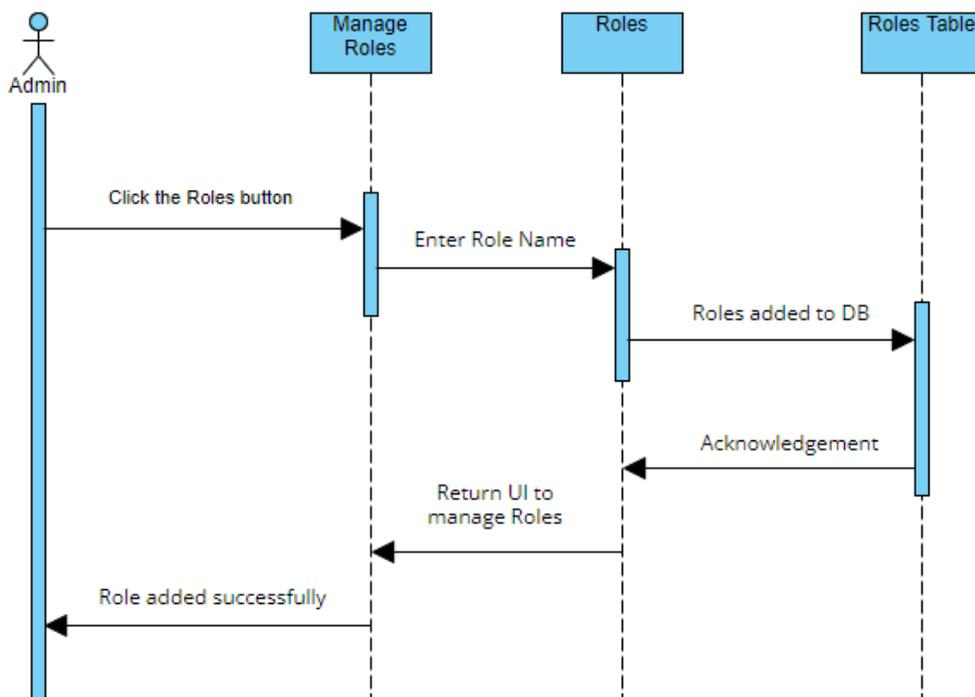 Manage
Roles
Roles
Roles Table
Admin
Click the Roles button
Enter Role Name
Roles added to DB
Acknowledgement
Return UI to
manage Roles
Role added successfully